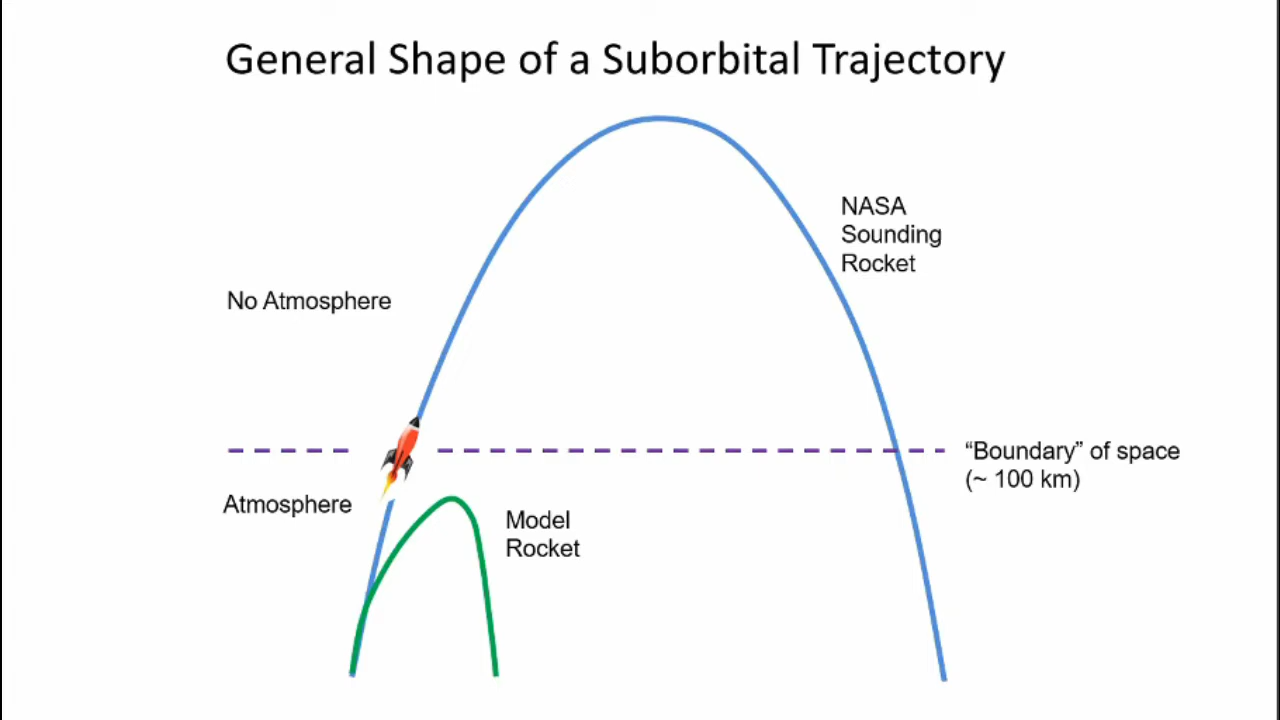 General Shape of a Suborbital Trajectory
NASA
Sounding
Rocket
No Atmosphere
“Boundary” of space
(~ 100 km)
Atmosphere
Model
Rocket